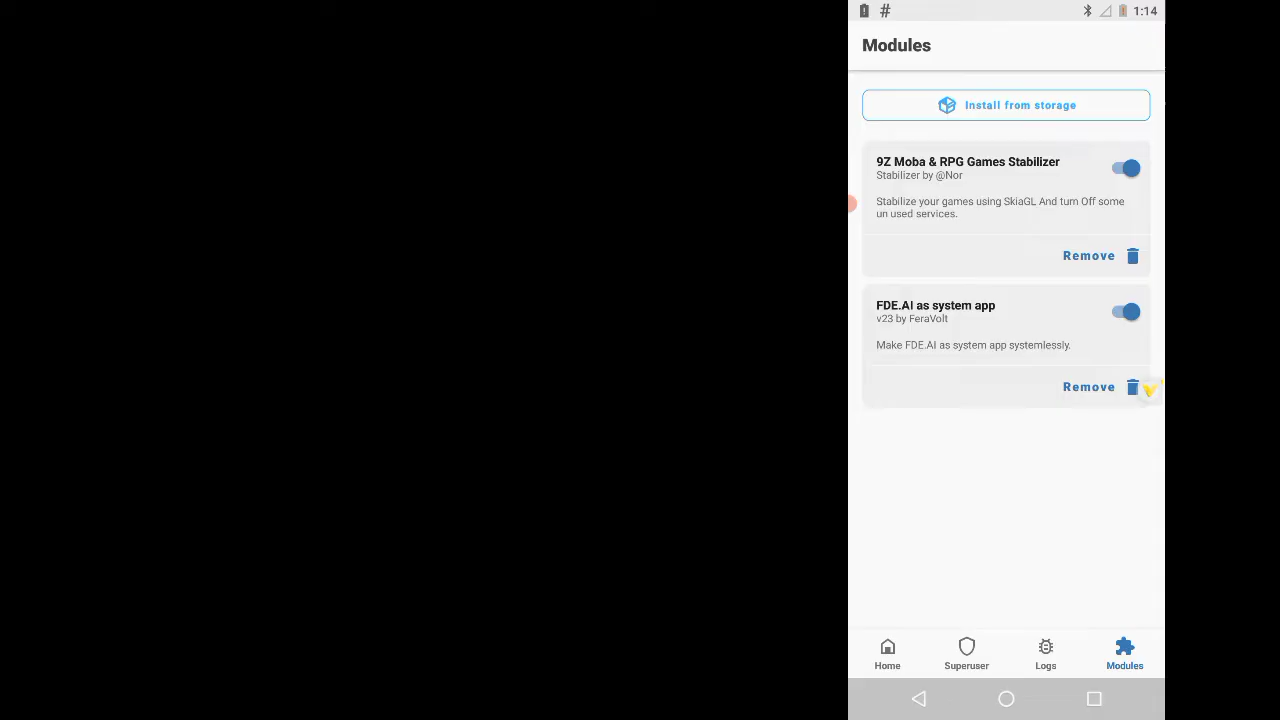 # 1:14
Modules
Install from storage
9Z Moba & RPG Games Stabilizer
Stabilizer by @Nor
Stabilize your games using SkiaGL And turn Off some
un used services.
Remove
FDE.AI as system app
v23 by FeraVolt
Make FDE.AI as system app systemlessly.
Remove
Home Superuser Logs Modules